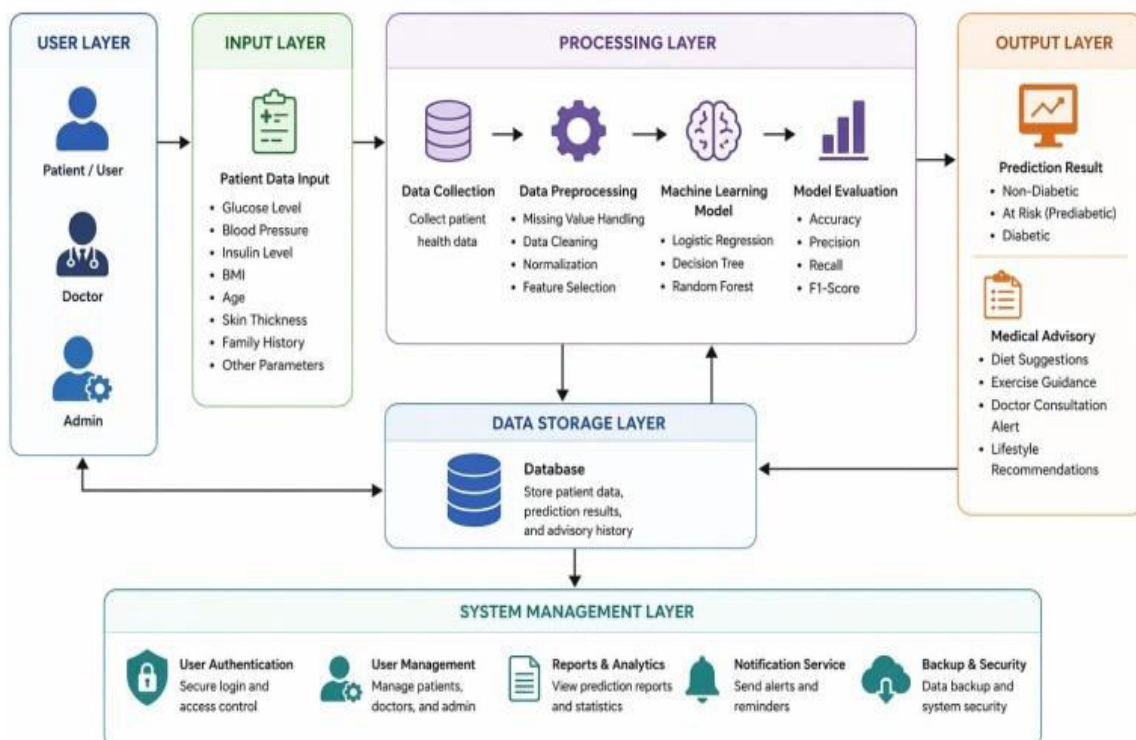 USER LAYER
Patient / User
Doctor
Admin
INPUT LAYER
Patient Data Input
• Glucose Level
• Blood Pressure
• Insulin Level
• BMI
• Age
• Skin Thickness
• Family History
• Other Parameters
PROCESSING LAYER
Data Collection
Collect patient
health data
Data Preprocessing
• Missing Value Handling
• Data Cleaning
• Normalization
• Feature Selection
Machine Learning
Model
• Logistic Regression
• Decision Tree
• Random Forest
Model Evaluation
• Accuracy
• Precision
• Recall
• F1-Score
OUTPUT LAYER
Prediction Result
• Non-Diabetic
• At Risk (Prediabetic)
• Diabetic
Medical Advisory
• Diet Suggestions
• Exercise Guidance
• Doctor Consultation
Alert
• Lifestyle
Recommendations
DATA STORAGE LAYER
Database
Store patient data,
prediction results,
and advisory history
SYSTEM MANAGEMENT LAYER
User Authentication
Secure login and
access control
User Management
Manage patients,
doctors, and admin
Reports & Analytics
View prediction reports
and statistics
Notification Service
Send alerts and
reminders
Backup & Security
Data backup and
system security